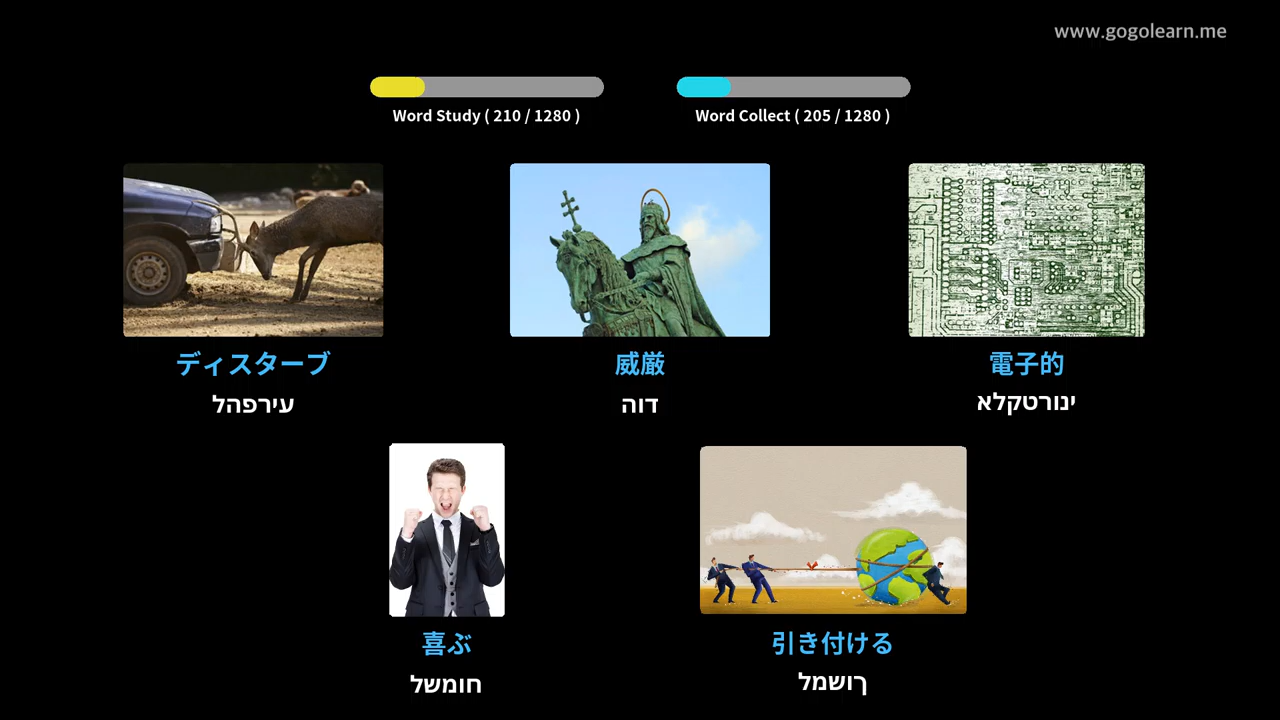 www.gogolearn.me
Word Study ( 210 / 1280 )
Word Collect ( 205 / 1280 )
ディスターブ
עירפהל
威厳
דוה
電子的
ינורטקלא
喜ぶ
חומשל
引き付ける
ךושמל